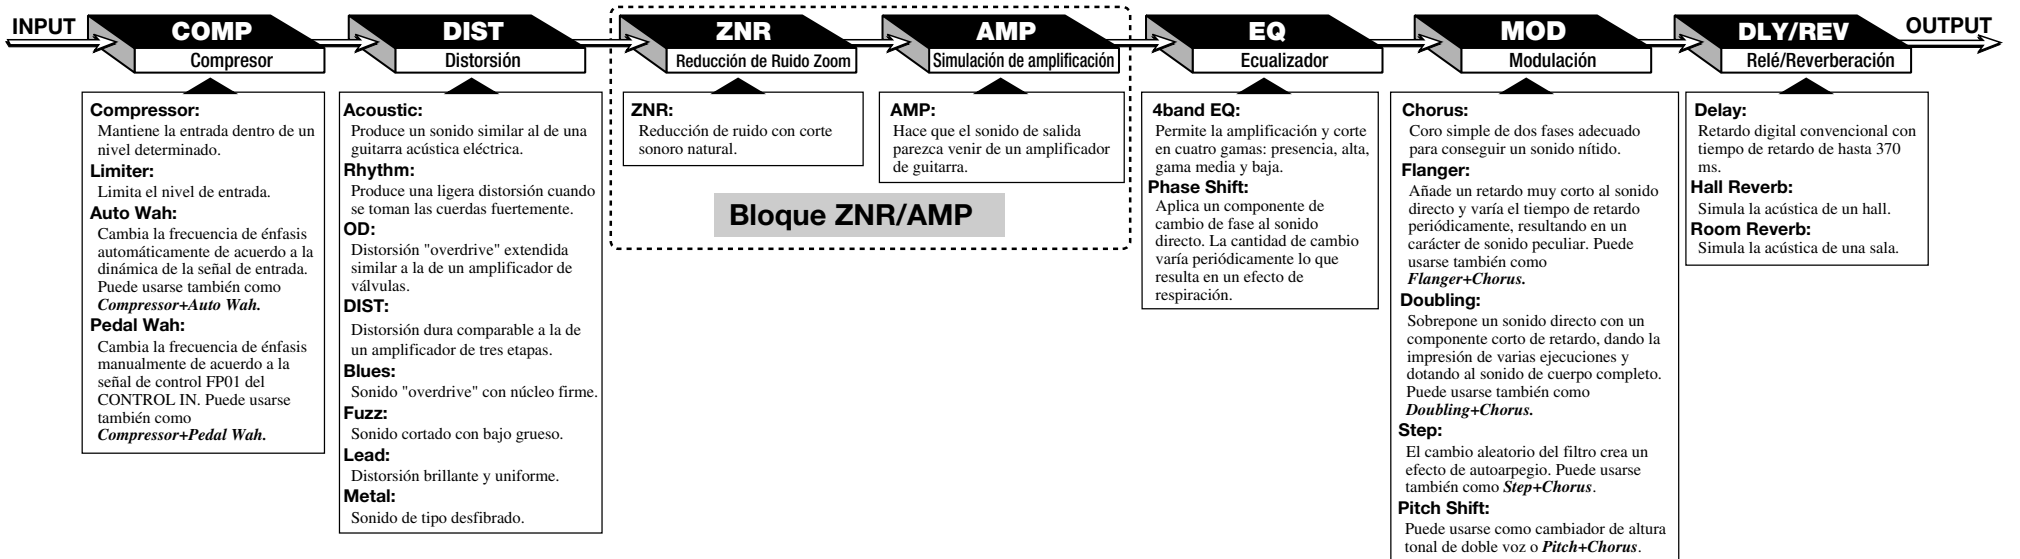 INPUT
COMP
Compresor
DIST
Distorsión
ZNR
Reducción de Ruido Zoom
AMP
Simulación de amplificación
EQ
Ecualizador
MOD
Modulación
DLY/REV
Relé/Reverberación
OUTPUT
Compressor:
Mantiene la entrada dentro de un
nivel determinado.
Limiter:
Limita el nivel de entrada.
Auto Wah:
Cambia la frecuencia de énfasis
automáticamente de acuerdo a la
dinámica de la señal de entrada.
Puede usarse también como
Compressor+Auto Wah.
Pedal Wah:
Cambia la frecuencia de énfasis
manualmente de acuerdo a la
señal de control FP01 del
CONTROL IN. Puede usarse
también como
Compressor+Pedal Wah.
Acoustic:
Produce un sonido similar al de una
guitarra acústica eléctrica.
Rhythm:
Produce una ligera distorsión cuando
se toman las cuerdas fuertemente.
OD:
Distorsión "overdrive" extendida
similar a la de un amplificador de
válvulas.
DIST:
Distorsión dura comparable a la de
un amplificador de tres etapas.
Blues:
Sonido "overdrive" con núcleo firme.
Fuzz:
Sonido cortado con bajo grueso.
Lead:
Distorsión brillante y uniforme.
Metal:
Sonido de tipo desfibrado.
ZNR:
Reducción de ruido con corte
sonoro natural.
AMP:
Hace que el sonido de salida
parezca venir de un amplificador
de guitarra.
Bloque ZNR/AMP
4band EQ:
Permite la amplificación y corte
en cuatro gamas: presencia, alta,
gama media y baja.
Phase Shift:
Aplica un componente de
cambio de fase al sonido
directo. La cantidad de cambio
varía periódicamente lo que
resulta en un efecto de
respiración.
Chorus:
Coro simple de dos fases adecuado
para conseguir un sonido nítido.
Flanger:
Añade un retardo muy corto al sonido
directo y varía el tiempo de retardo
periódicamente, resultando en un
carácter de sonido peculiar. Puede
usarse también como
Flanger+Chorus.
Doubling:
Sobrepone un sonido directo con un
componente corto de retardo, dando la
impresión de varias ejecuciones y
dotando al sonido de cuerpo completo.
Puede usarse también como
Doubling+Chorus.
Step:
El cambio aleatorio del filtro crea un
efecto de autoarpegio. Puede usarse
también como Step+Chorus.
Pitch Shift:
Puede usarse como cambiador de altura
tonal de doble voz o Pitch+Chorus.
Delay:
Retardo digital convencional con
tiempo de retardo de hasta 370
ms.
Hall Reverb:
Simula la acústica de un hall.
Room Reverb:
Simula la acústica de una sala.